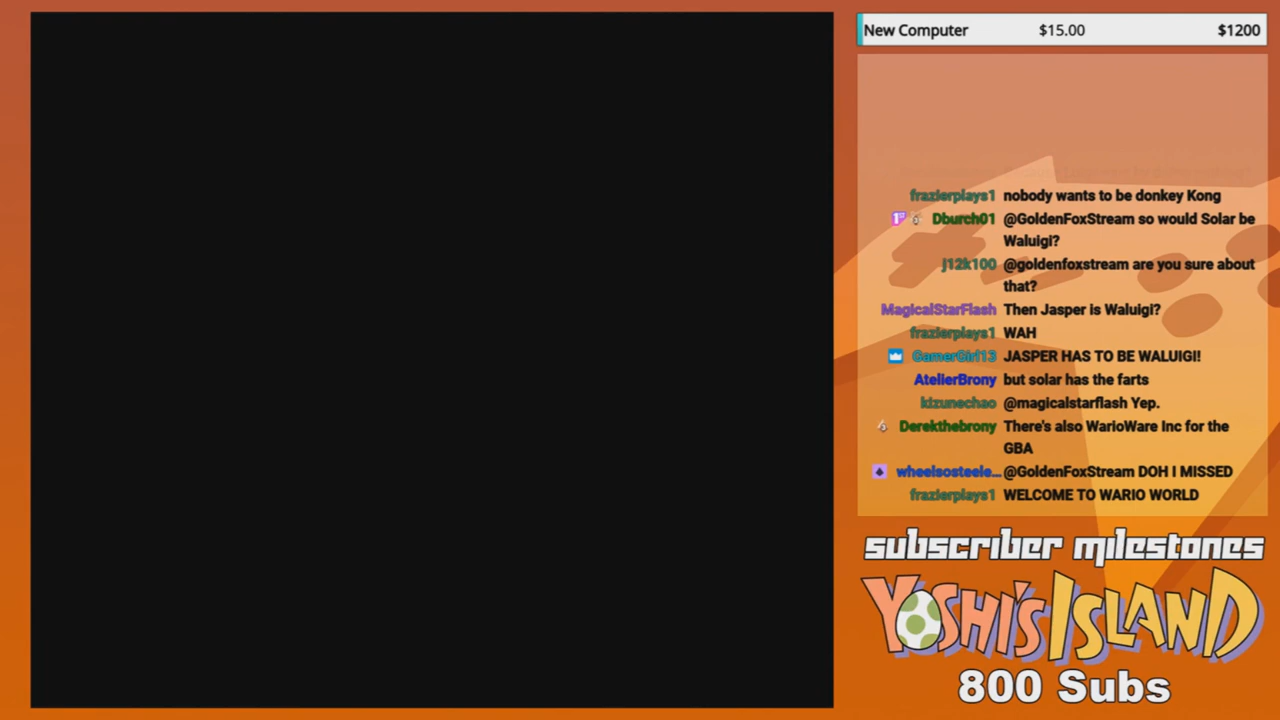 New Computer $15.00 $1200
frazierplays1 nobody wants to be donkey Kong
Dburch01 @GoldenFoxStream so would Solar be
Waluigi?
j12k100 @goldenfoxstream are you sure about
that?
MagicalStarFlash Then Jasper is Waluigi?
frazierplays1 WAH
GamerGirl13 JASPER HAS TO BE WALUIGI!
AtelierBrony but solar has the farts
kizunechao @magicalstarflash Yep.
Derekthebrony There's also WarioWare Inc for the
GBA
wheelsosteele... @GoldenFoxStream DOH I MISSED
frazierplays1 WELCOME TO WARIO WORLD
subscriber milestones
YOSHI'S ISLAND
800 Subs